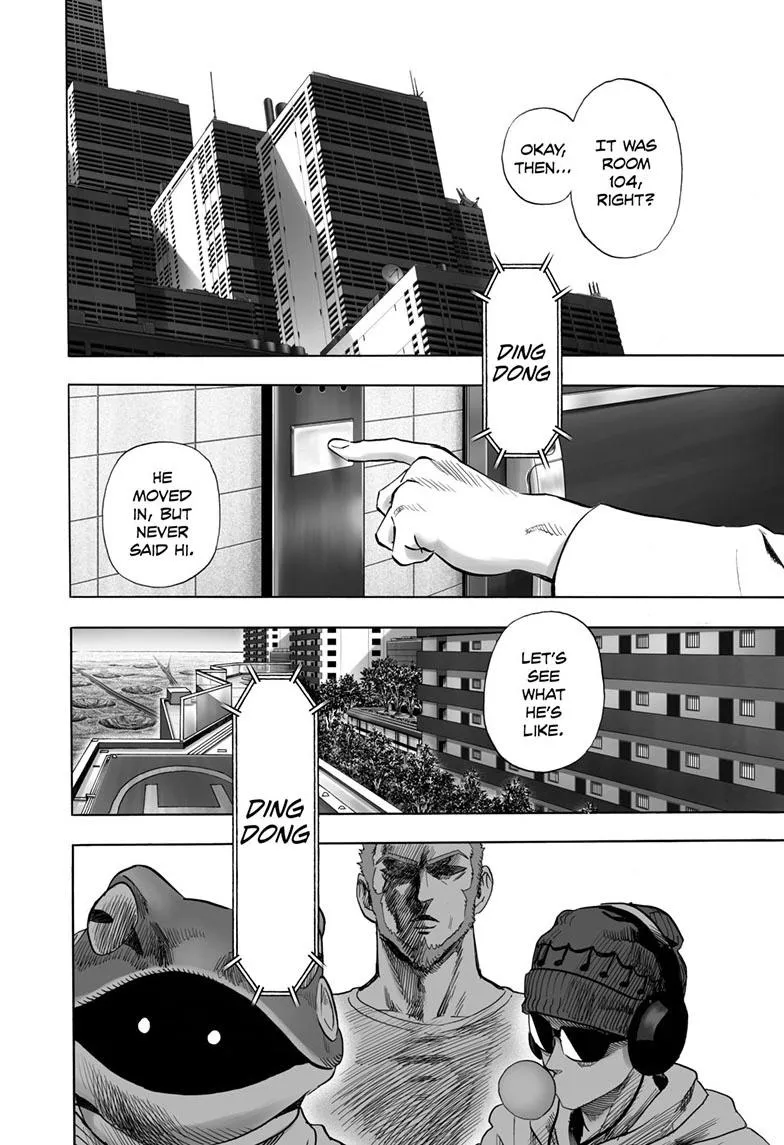 IT WAS
ROOM
104,
RIGHT?
OKAY,
THEN...
DING
DONG
HE
MOVED
IN, BUT
NEVER
SAID HI.
LET'S
SEE
WHAT
HE'S
LIKE.
DING
DONG